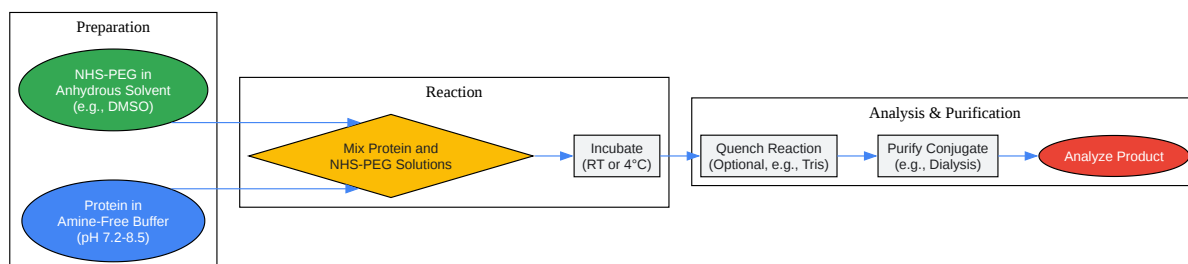 Preparation
NHS-PEG in
Anhydrous Solvent
(e.g., DMSO)
Protein in
Amine-Free Buffer
(pH 7.2-8.5)
Reaction
Mix Protein and
NHS-PEG Solutions
Incubate
(RT or 4°C)
Analysis & Purification
Quench Reaction
(Optional, e.g., Tris)
Purify Conjugate
(e.g., Dialysis)
Analyze Product